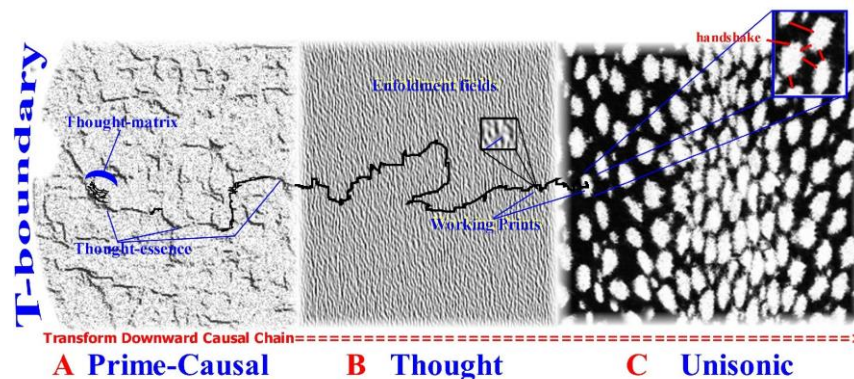 T-boundary
Thought-matrix
Thought-essence
Enfoldment fields
Working Prints
handshake
Transform Downward Causal Chain===========================================>
A Prime-Causal B Thought C Unisonic